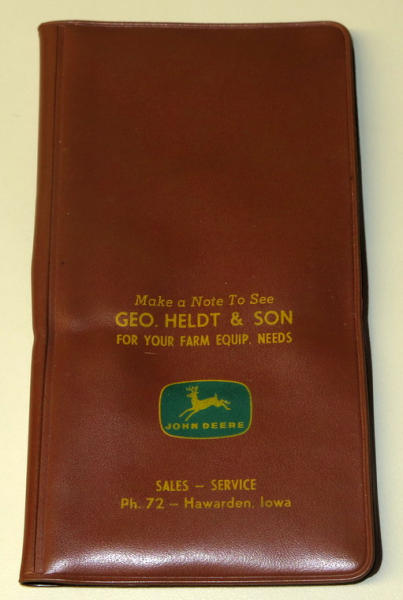 Make a Note To See
GEO. HELDT & SON
FOR YOUR FARM EQUIP. NEEDS
JOHN DEERE
SALES — SERVICE
Ph. 72 — Hawarden, Iowa